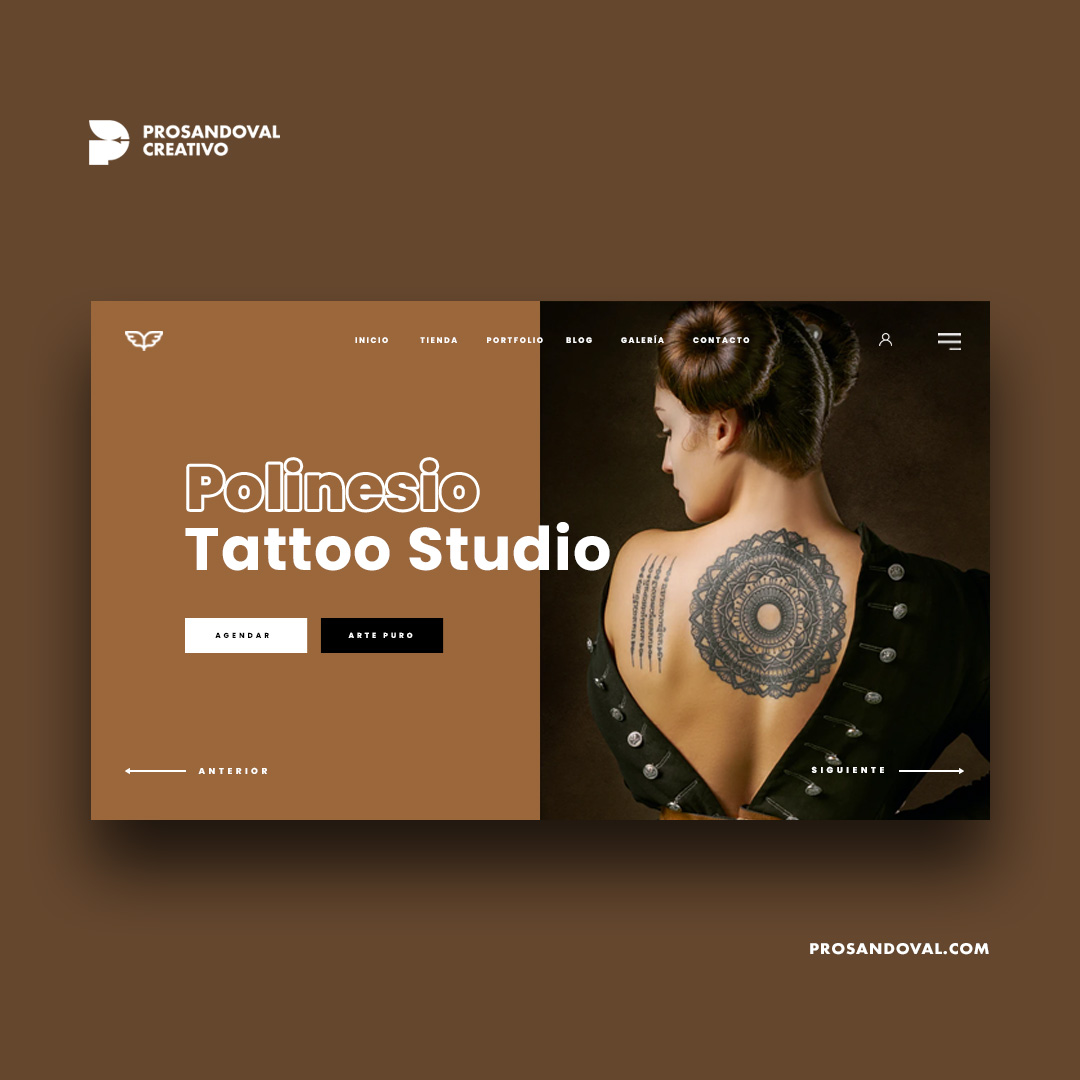 PROSANDOVAL
CREATIVO
INICIO TIENDA PORTFOLIO BLOG GALERÍA CONTACTO
Polinesio
Tattoo Studio
AGENDAR ARTE PURO
ANTERIOR SIGUIENTE
PROSANDOVAL.COM